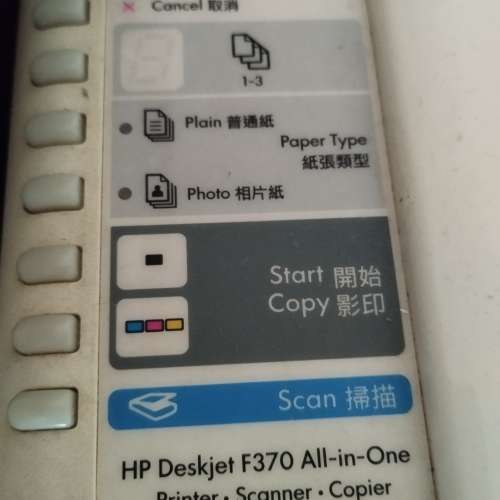 Cancel 取消
1-3
Plain 普通紙
Paper Type
紙張類型
Photo 相片紙
Start 開始
Copy 影印
Scan 掃描
HP Deskjet F370 All-in-One
Printer • Scanner • Copier